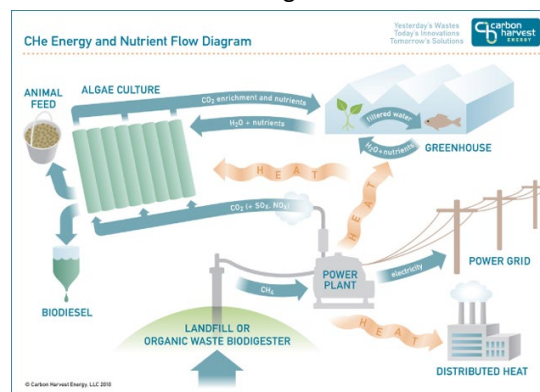 CHe Energy and Nutrient Flow Diagram
Yesterday's Wastes
Today's Innovations
Tomorrow's Solutions
carbon
harvest
ENERGY
ANIMAL
FEED
ALGAE CULTURE
CO2 enrichment and nutrients
H2O + nutrients
filtered water
H2O+nutrients
GREENHOUSE
HEAT
HEAT
CO2 (+ SOx, NOx)
BIODIESEL
CH4
POWER
PLANT
electricity
POWER GRID
HEAT
LANDFILL OR
ORGANIC WASTE BIODIGESTER
DISTRIBUTED HEAT
© Carbon Harvest Energy, LLC 2010